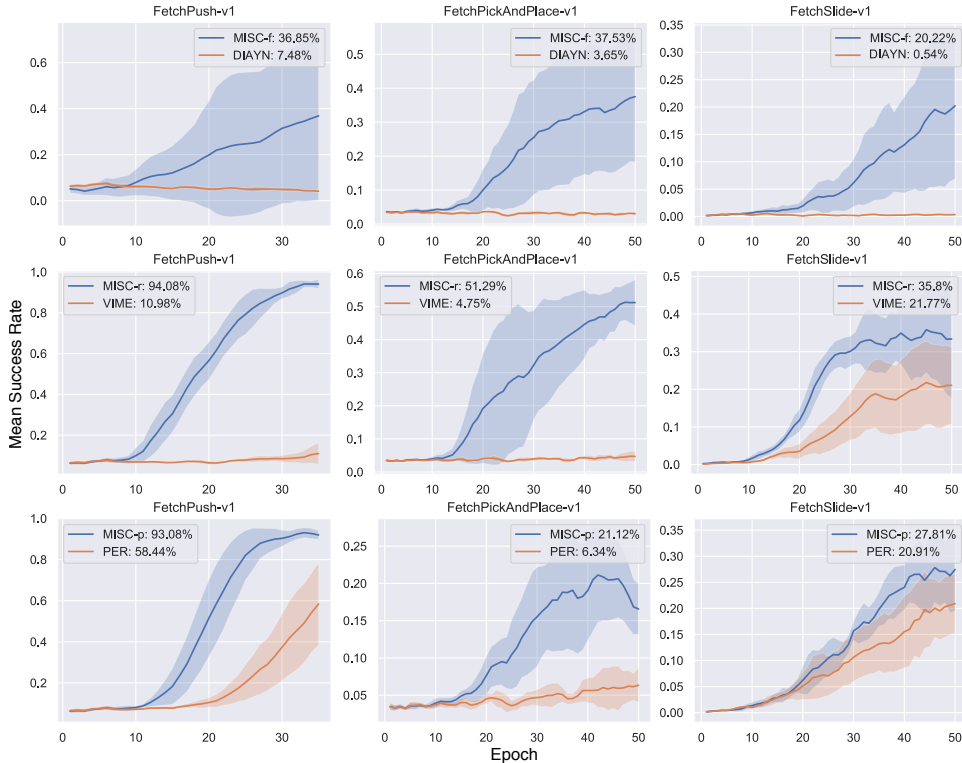 FetchPush-v1
MISC-f: 36,85%
DIAYN: 7.48%
0.6
0.4
0.2
0.0
0 10 20 30
FetchPickAndPlace-v1
MISC-f: 37,53%
DIAYN: 3.65%
0.5
0.4
0.3
0.2
0.1
0.0
0 10 20 30 40 50
FetchSlide-v1
MISC-f: 20,22%
DIAYN: 0.54%
0.35
0.30
0.25
0.20
0.15
0.10
0.05
0.00
0 10 20 30 40 50
Mean Success Rate
FetchPush-v1
MISC-r: 94.08%
VIME: 10.98%
1.0
0.8
0.6
0.4
0.2
0 10 20 30
FetchPickAndPlace-v1
MISC-r: 51.29%
VIME: 4.75%
0.6
0.5
0.4
0.3
0.2
0.1
0.0
0 10 20 30 40 50
FetchSlide-v1
MISC-r: 35.8%
VIME: 21.77%
0.5
0.4
0.3
0.2
0.1
0.0
0 10 20 30 40 50
FetchPush-v1
MISC-p: 93.08%
PER: 58.44%
1.0
0.8
0.6
0.4
0.2
0 10 20 30
FetchPickAndPlace-v1
MISC-p: 21.12%
PER: 6.34%
0.25
0.20
0.15
0.10
0.05
0 10 20 30 40 50
FetchSlide-v1
MISC-p: 27.81%
PER: 20.91%
0.35
0.30
0.25
0.20
0.15
0.10
0.05
0.00
0 10 20 30 40 50
Epoch